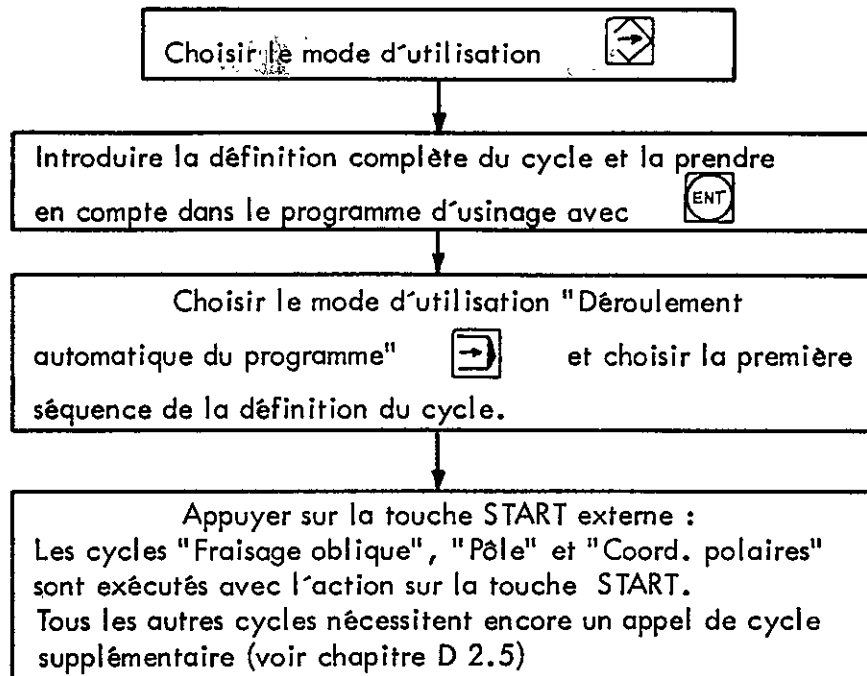 Choisir le mode d'utilisation
Introduire la définition complète du cycle et la prendre
en compte dans le programme d'usinage avec ENT
Choisir le mode d'utilisation "Déroulement
automatique du programme" et choisir la première
séquence de la définition du cycle.
Appuyer sur la touche START externe :
Les cycles "Fraisage oblique", "Pôle" et "Coord. polaires"
sont exécutés avec l'action sur la touche START.
Tous les autres cycles nécessitent encore un appel de cycle
supplémentaire (voir chapitre D 2.5)